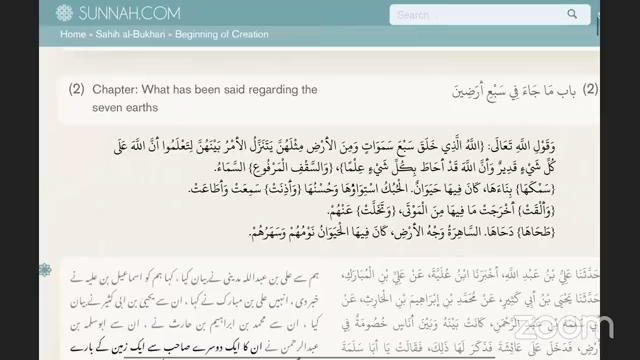 SUNNAH.COM
Search...
Home » Sahih al-Bukhari » Beginning of Creation
(2) Chapter: What has been said regarding the seven earths
(2) باب مَا جَاءَ فِي سَبْعِ أَرَضِينَ
وَقَوْلِ اللَّهِ تَعَالَى: {اللَّهُ الَّذِي خَلَقَ سَبْعَ سَمَوَاتٍ وَمِنَ الأَرْضِ مِثْلَهُنَّ يَتَنَزَّلُ الأَمْرُ بَيْنَهُنَّ لِتَعْلَمُوا أَنَّ اللَّهَ عَلَى
كُلِّ شَيْءٍ قَدِيرٌ وَأَنَّ اللَّهَ قَدْ أَحَاطَ بِكُلِّ شَيْءٍ عِلْمًا}، {وَالسَّقْفِ الْمَرْفُوعِ} السَّمَاءُ.
{سَمْكَهَا} بِنَاءَهَا، كَانَ فِيهَا حَيَوَانٌ. الْحُبُكُ اسْتِوَاؤُهَا وَحُسْنُهَا {وَأَذِنَتْ} سَمِعَتْ وَأَطَاعَتْ.
{وَأَلْقَتْ} أَخْرَجَتْ مَا فِيهَا مِنَ الْمَوْتَى، {وَتَخَلَّتْ} عَنْهُمْ.
{طَحَاهَا} دَحَاهَا. السَّاهِرَةُ وَجْهُ الأَرْضِ، كَانَ فِيهَا الْحَيَوَانُ نَوْمُهُمْ وَسَهَرُهُمْ.
حَدَّثَنَا عَلِيُّ بْنُ عَبْدِ اللَّهِ، أَخْبَرَنَا ابْنُ عُلَيَّةَ، عَنْ عَلِيِّ بْنِ الْمُبَارَكِ،
حَدَّثَنَا يَحْيَى بْنُ أَبِي كَثِيرٍ، عَنْ مُحَمَّدِ بْنِ إِبْرَاهِيمَ بْنِ الْحَارِثِ، عَنْ
الرَّحْمَنِ، كَانَتْ بَيْنَهُ وَبَيْنَ أُنَاسٍ خُصُومَةٌ فِي
فَدَخَلَ عَلَى عَائِشَةَ فَذَكَرَ لَهَا ذَلِكَ، فَقَالَتْ يَا أَبَا سَلَمَةَ
ہم سے علی بن عبداللہ مدینی نے بیان کیا، کہا ہم کو اسماعیل بن علیہ نے
خبر دی، انہیں علی بن مبارک نے کہا، ان سے یحییٰ بن ابی کثیر نے بیان
کیا، ان سے محمد بن ابراہیم بن حارث نے، ان سے ابوسلمہ بن
عبدالرحمٰن نے ان کا ایک دوسرے صاحب سے ایک زمین کے بارے
zoom